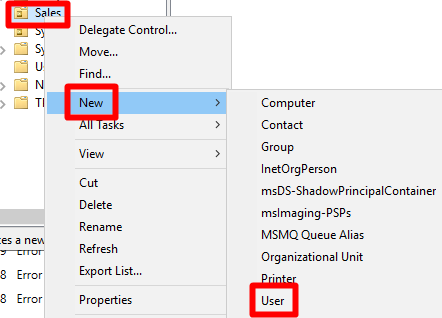 Sales
Delegate Control...
Sy
Move...
Sy
Find...
U
New
N
All Tasks
Tl
View
Computer
Contact
Group
InetOrgPerson
msDS-ShadowPrincipalContainer
msImaging-PSPs
MSMQ Queue Alias
Organizational Unit
Printer
User
Cut
Delete
Rename
Refresh
Export List...
Properties
tes a new
9 Error
8 Error
8 Error